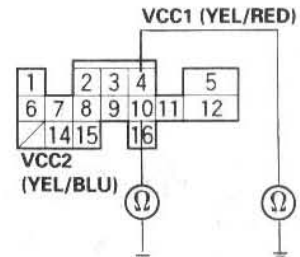 VCC1 (YEL/RED)
1 2 3 4 5
6 7 8 9 10 11 12
14 15 16
VCC2
(YEL/BLU)
Ω Ω